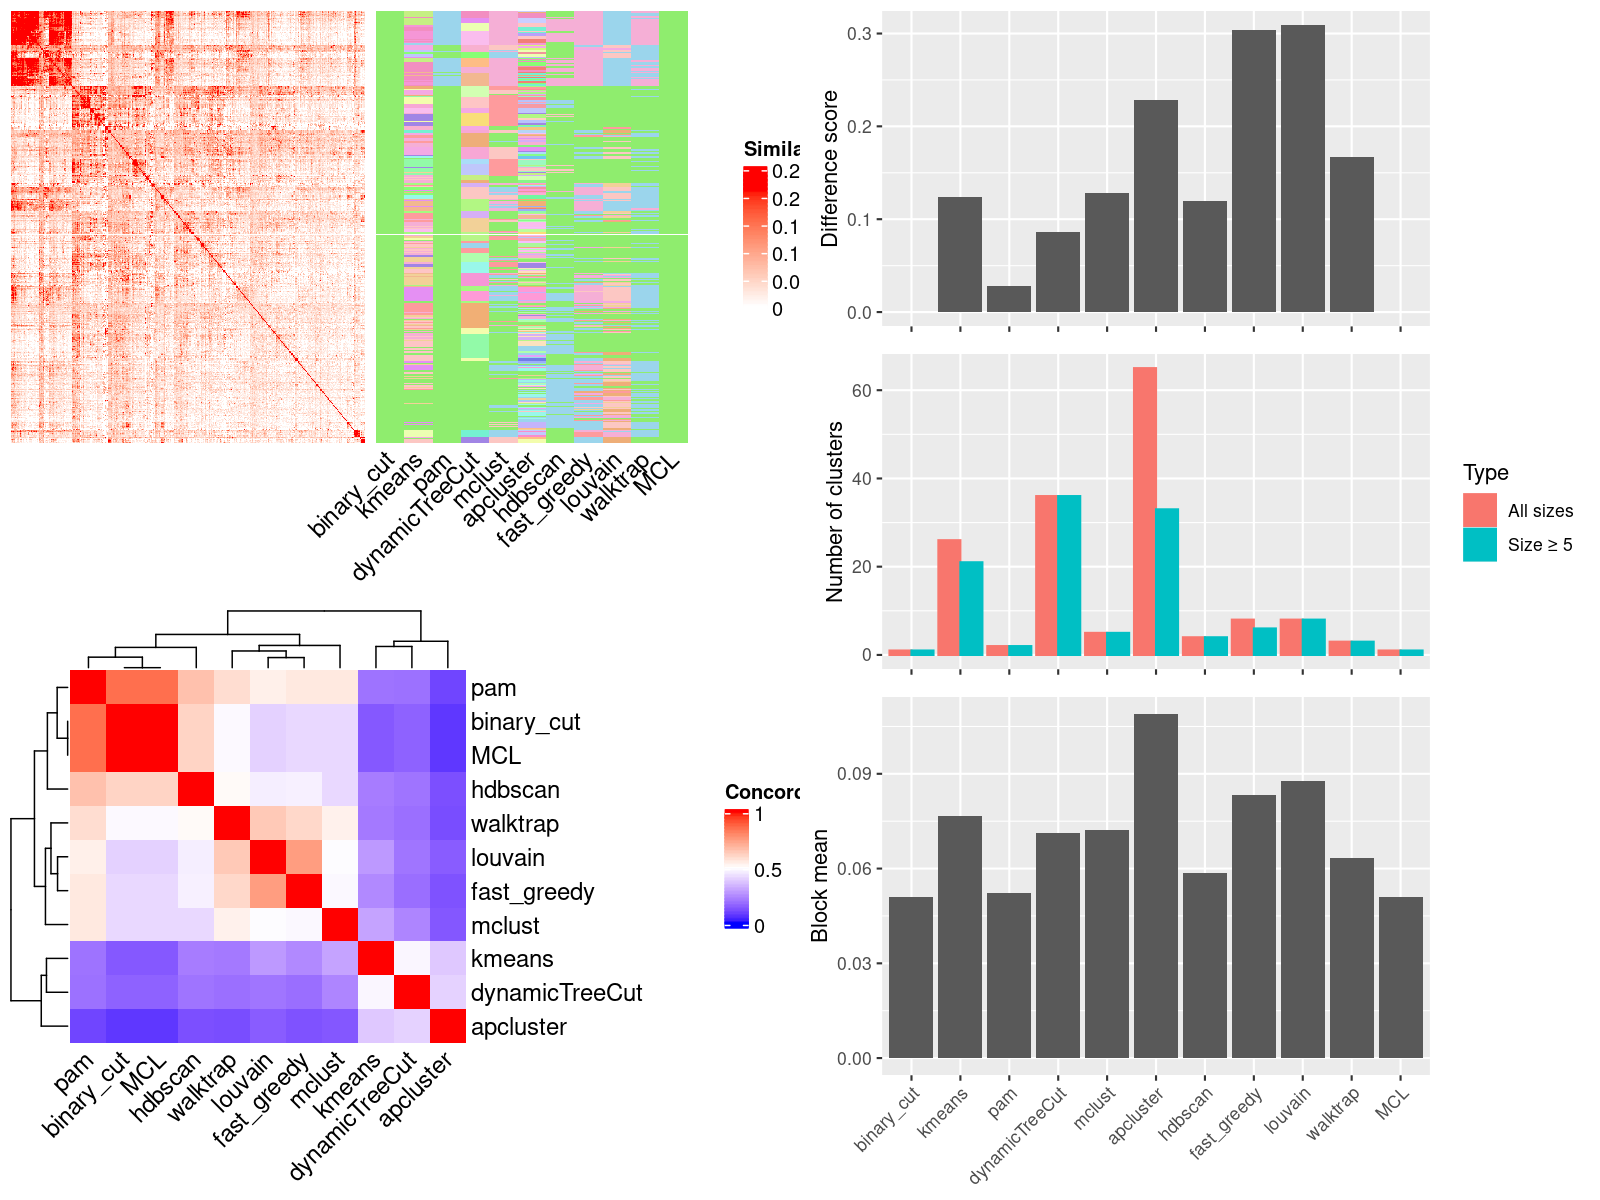 Simila
0.2
0.2
0.1
0.1
0.0
0
binary_cut
kmeans
pam
dynamicTreeCut
mclust
apcluster
hdbscan
fast_greedy
louvain
walktrap
MCL
pam
binary_cut
MCL
hdbscan
walktrap
louvain
fast_greedy
mclust
kmeans
dynamicTreeCut
apcluster
pam
binary_cut
MCL
hdbscan
walktrap
louvain
fast_greedy
mclust
kmeans
dynamicTreeCut
apcluster
Concord
1
0.5
0
Difference score
0.3
0.2
0.1
0.0
Number of clusters
60
40
20
0
Type
All sizes
Size ≥ 5
Block mean
0.09
0.06
0.03
0.00
binary_cut
kmeans
pam
dynamicTreeCut
mclust
apcluster
hdbscan
fast_greedy
louvain
walktrap
MCL